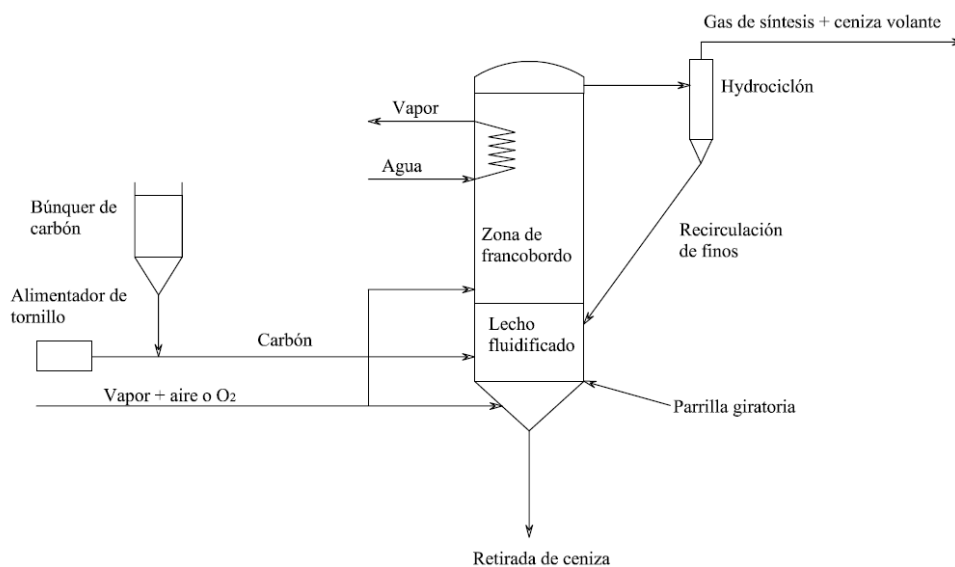 Gas de síntesis + ceniza volante
Hydrociclón
Vapor
Agua
Búnquer de
carbón
Zona de
francobordo
Recirculación
de finos
Alimentador de
tornillo
Carbón
Lecho
fluidificado
Vapor + aire o O₂
Parrilla giratoria
Retirada de ceniza